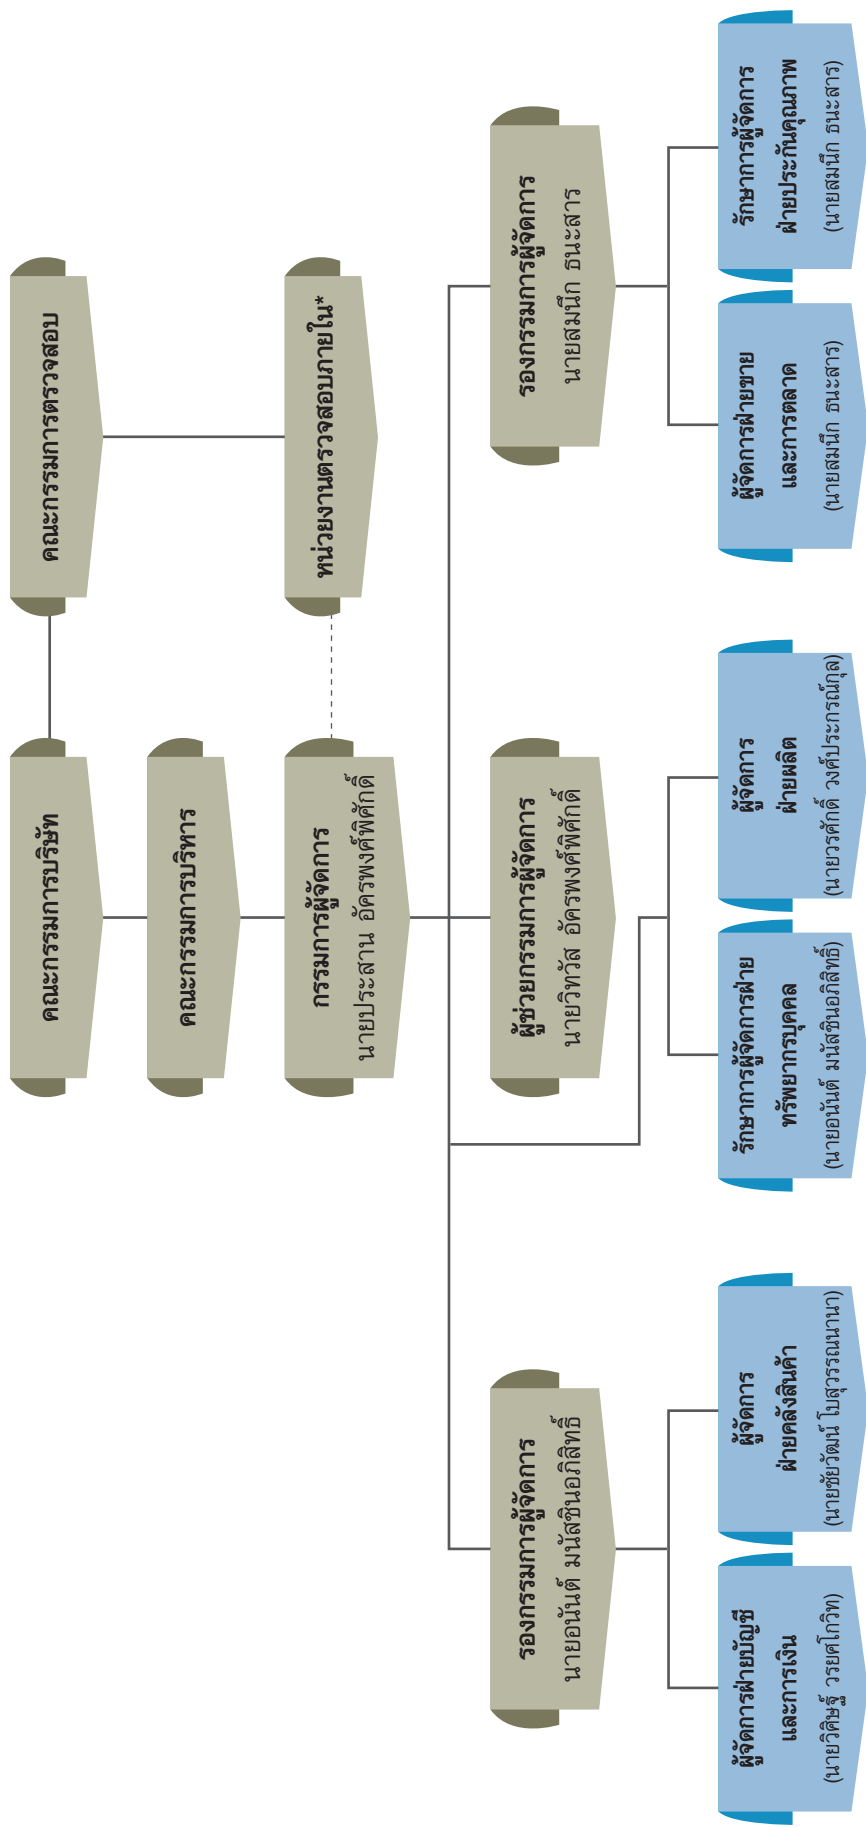 คณะกรรมการบริษัท
คณะกรรมการตรวจสอบ
คณะกรรมการบริหาร
กรรมการผู้จัดการ
นายประสาน อัครพงศ์พิศักดิ์
หน่วยงานตรวจสอบภายใน*
รองกรรมการผู้จัดการ
นายอนันต์ มนัสชินอภิสิทธิ์
ผู้ช่วยกรรมการผู้จัดการ
นายวิทวัส อัครพงศ์พิศักดิ์
รองกรรมการผู้จัดการ
นายสมนึก ธนะสาร
ผู้จัดการฝ่ายบัญชี
และการเงิน
(นายวิศิษฐ์ วรยศโกวิท)
ผู้จัดการ
ฝ่ายคลังสินค้า
(นายชัยวัฒน์ โบสุวรรณนานา)
รักษาการผู้จัดการฝ่าย
ทรัพยากรบุคคล
(นายอนันต์ มนัสชินอภิสิทธิ์)
ผู้จัดการ
ฝ่ายผลิต
(นายวรศักดิ์ วงศ์ประกรณ์กุล)
ผู้จัดการฝ่ายขาย
และการตลาด
(นายสมนึก ธนะสาร)
รักษาการผู้จัดการ
ฝ่ายประกันคุณภาพ
(นายสมนึก ธนะสาร)